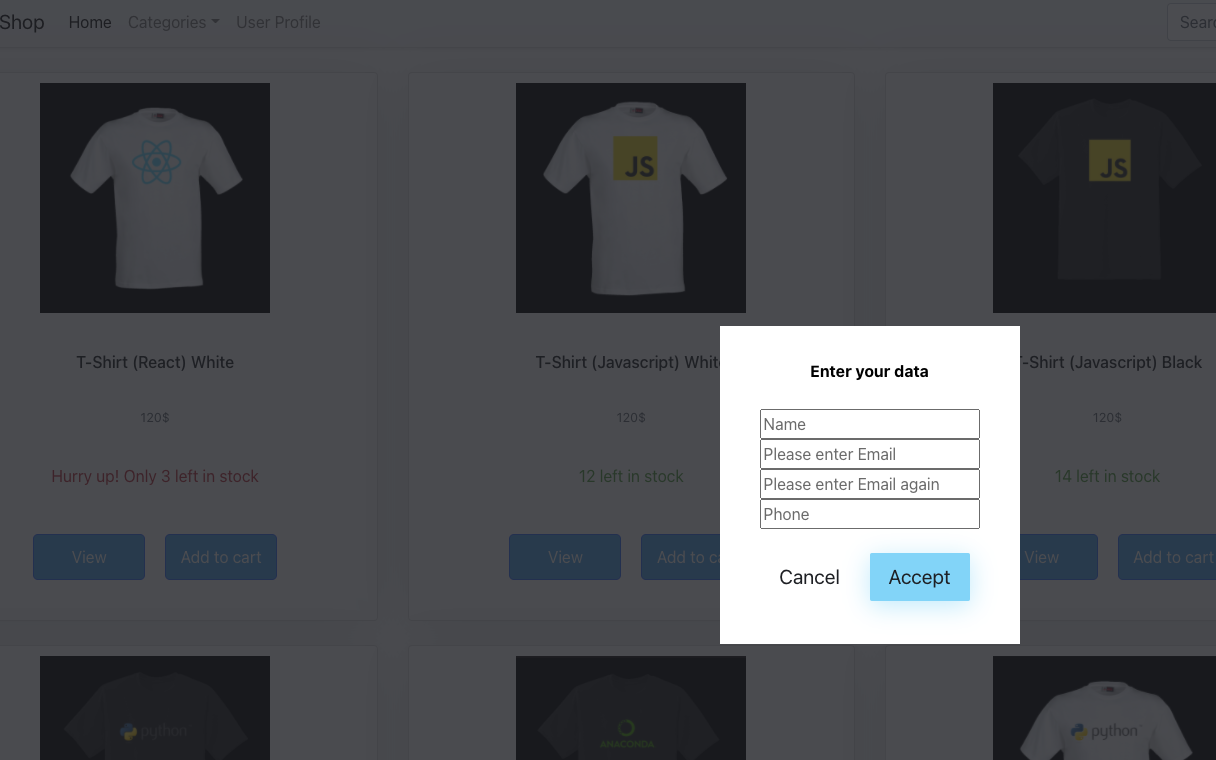 Shop Home Categories User Profile Search
JS
JS
T-Shirt (React) White
T-Shirt (Javascript) White
T-Shirt (Javascript) Black
120$
120$
120$
Hurry up! Only 3 left in stock
12 left in stock
14 left in stock
View Add to cart
View Add to c
View Add to cart
Enter your data
Name
Please enter Email
Please enter Email again
Phone
Cancel Accept
python
ANACONDA
python